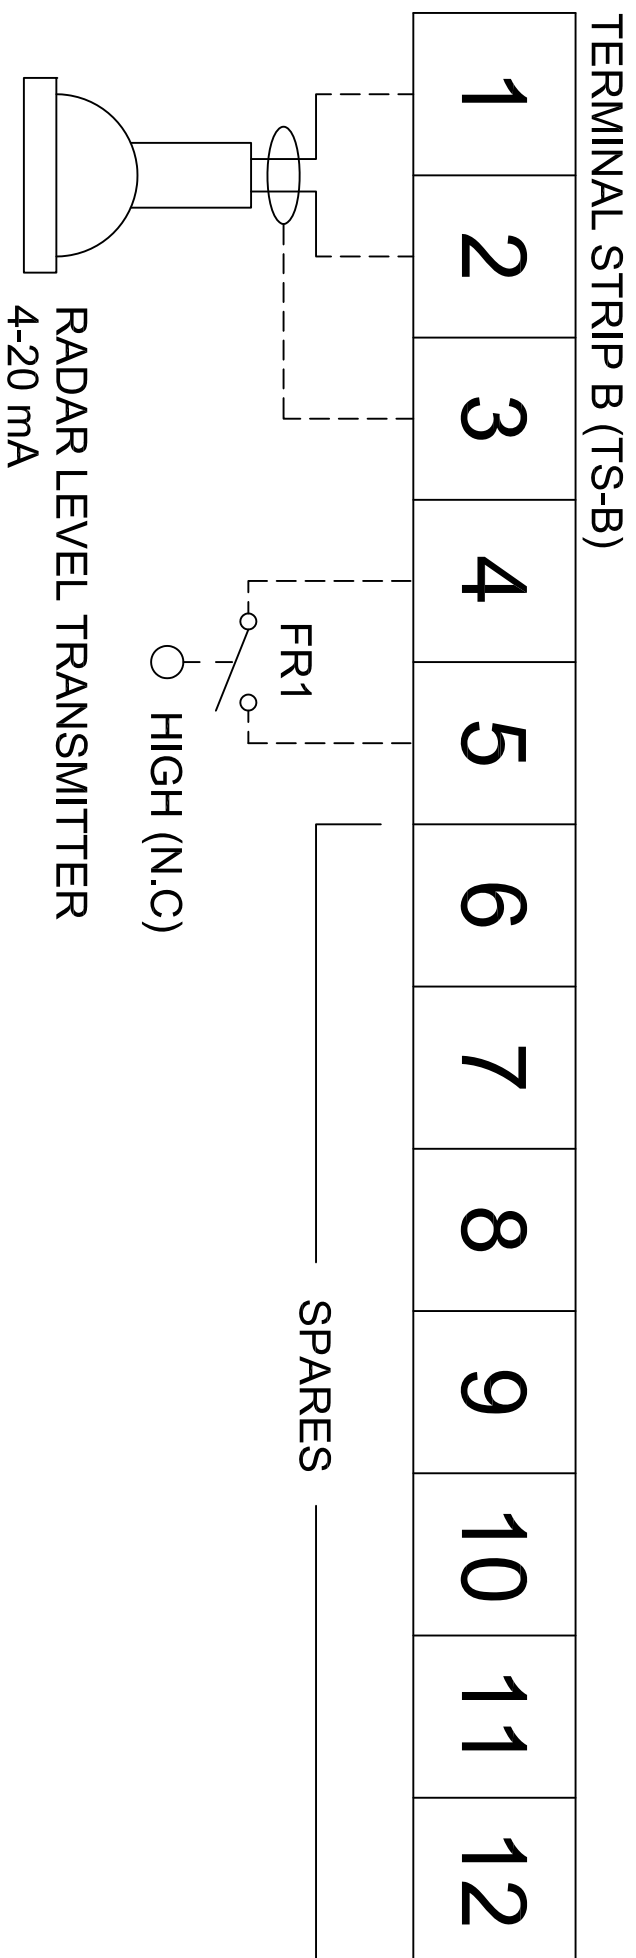 TERMINAL STRIP B (TS-B)
1
2
3
4
5
6
7
8
9
10
11
12
FR1
SPARES
HIGH (N.C)
RADAR LEVEL TRANSMITTER
4-20 mA